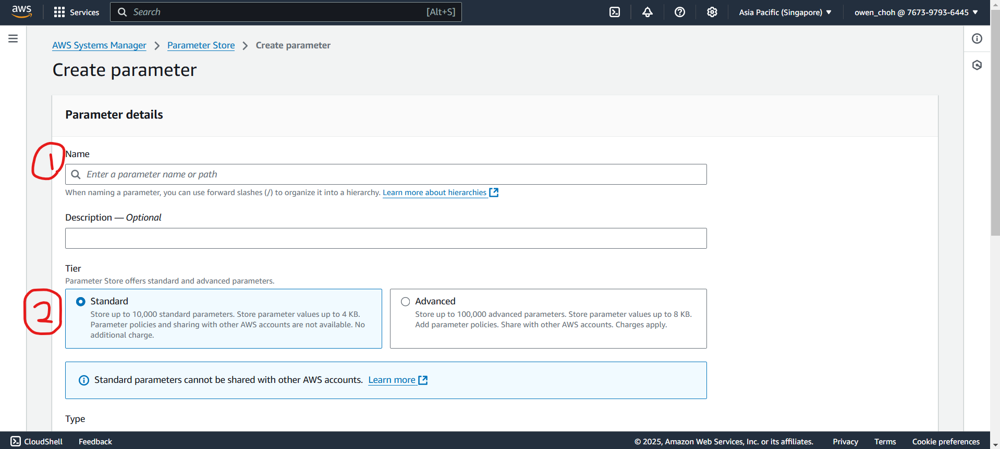 aws
Services
Search
[Alt+S]
Asia Pacific (Singapore)
owen_choh @ 7673-9793-6445
AWS Systems Manager
Parameter Store
Create parameter
Create parameter
Parameter details
1
Name
Enter a parameter name or path
When naming a parameter, you can use forward slashes (/) to organize it into a hierarchy. Learn more about hierarchies
Description — Optional
Tier
Parameter Store offers standard and advanced parameters.
2
Standard
Store up to 10,000 standard parameters. Store parameter values up to 4 KB.
Parameter policies and sharing with other AWS accounts are not available. No
additional charge.
Advanced
Store up to 100,000 advanced parameters. Store parameter values up to 8 KB.
Add parameter policies. Share with other AWS accounts. Charges apply.
Standard parameters cannot be shared with other AWS accounts. Learn more
Type
CloudShell
Feedback
© 2025, Amazon Web Services, Inc. or its affiliates.
Privacy
Terms
Cookie preferences